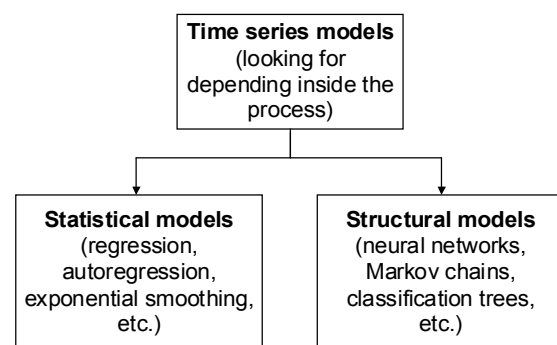 Time series models
(looking for
depending inside the
process)
Statistical models
(regression,
autoregression,
exponential smoothing,
etc.)
Structural models
(neural networks,
Markov chains,
classification trees,
etc.)